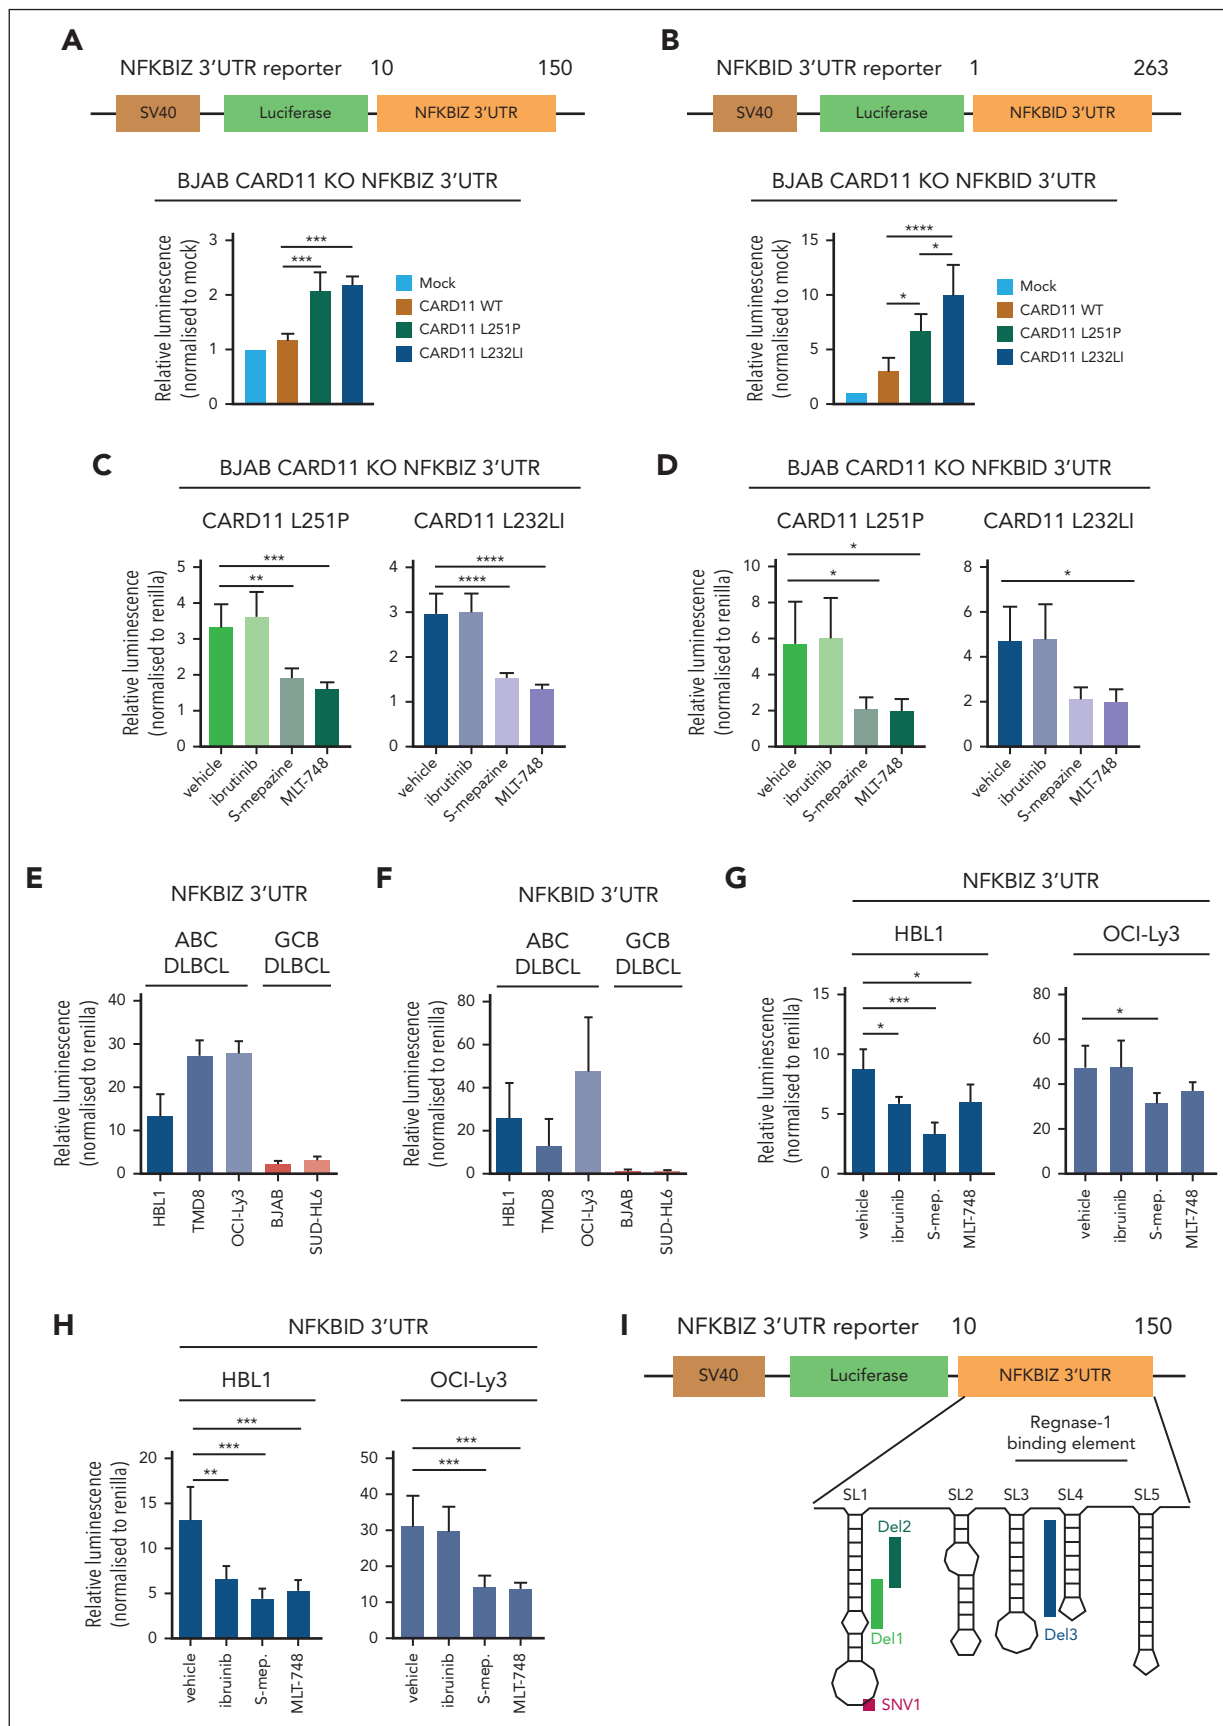 A
NFKBIZ 3'UTR reporter 10 150
SV40 Luciferase NFKBIZ 3'UTR
BJAB CARD11 KO NFKBIZ 3'UTR
Relative luminescence
(normalised to mock)
3
2
1
0
***
***
Mock
CARD11 WT
CARD11 L251P
CARD11 L232LI
B
NFKBID 3'UTR reporter 1 263
SV40 Luciferase NFKBID 3'UTR
BJAB CARD11 KO NFKBID 3'UTR
Relative luminescence
(normalised to mock)
15
10
5
0
****
*
*
Mock
CARD11 WT
CARD11 L251P
CARD11 L232LI
C
BJAB CARD11 KO NFKBIZ 3'UTR
CARD11 L251P
Relative luminescence
(normalised to renilla)
5
4
3
2
1
0
***
**
vehicle
ibrutinib
S-mepazine
MLT-748
CARD11 L232LI
4
3
2
1
0
****
****
vehicle
ibrutinib
S-mepazine
MLT-748
D
BJAB CARD11 KO NFKBID 3'UTR
CARD11 L251P
Relative luminescence
(normalised to renilla)
10
8
6
4
2
0
*
*
vehicle
ibrutinib
S-mepazine
MLT-748
CARD11 L232LI
8
6
4
2
0
*
vehicle
ibrutinib
S-mepazine
MLT-748
E
NFKBIZ 3'UTR
ABC
DLBCL
GCB
DLBCL
Relative luminescence
(normalised to renilla)
40
30
20
10
0
HBL1
TMD8
OCI-Ly3
BJAB
SUD-HL6
F
NFKBID 3'UTR
ABC
DLBCL
GCB
DLBCL
Relative luminescence
(normalised to renilla)
80
60
40
20
0
HBL1
TMD8
OCI-Ly3
BJAB
SUD-HL6
G
NFKBIZ 3'UTR
HBL1
Relative luminescence
(normalised to renilla)
15
10
5
0
*
***
*
vehicle
ibruinib
S-mep.
MLT-748
OCI-Ly3
80
60
40
20
0
*
vehicle
ibruinib
S-mep.
MLT-748
H
NFKBID 3'UTR
HBL1
Relative luminescence
(normalised to renilla)
20
15
10
5
0
***
***
**
vehicle
ibruinib
S-mep.
MLT-748
OCI-Ly3
50
40
30
20
10
0
***
***
vehicle
ibruinib
S-mep.
MLT-748
I
NFKBIZ 3'UTR reporter 10 150
SV40 Luciferase NFKBIZ 3'UTR
Regnase-1
binding element
SL1 SL2 SL3 SL4 SL5
Del2
Del1
Del3
SNV1